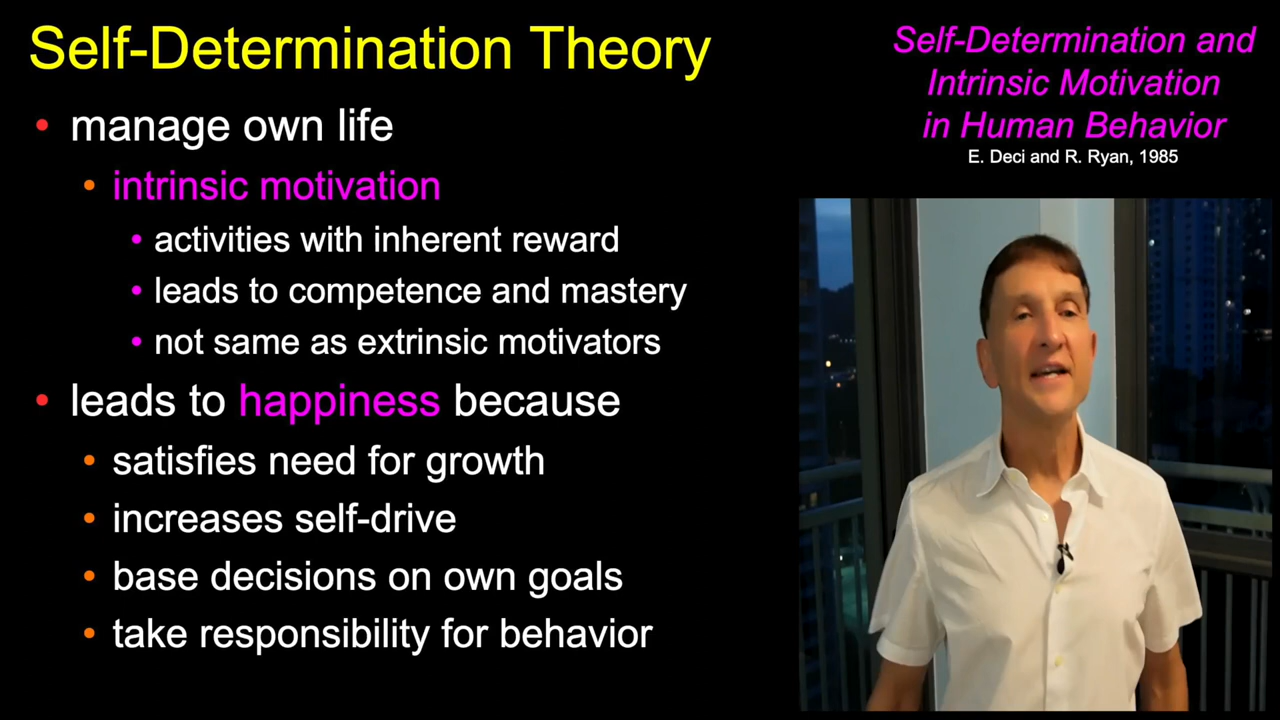 Self-Determination Theory
• manage own life
• intrinsic motivation
• activities with inherent reward
• leads to competence and mastery
• not same as extrinsic motivators
• leads to happiness because
• satisfies need for growth
• increases self-drive
• base decisions on own goals
• take responsibility for behavior
Self-Determination and
Intrinsic Motivation
in Human Behavior
E. Deci and R. Ryan, 1985